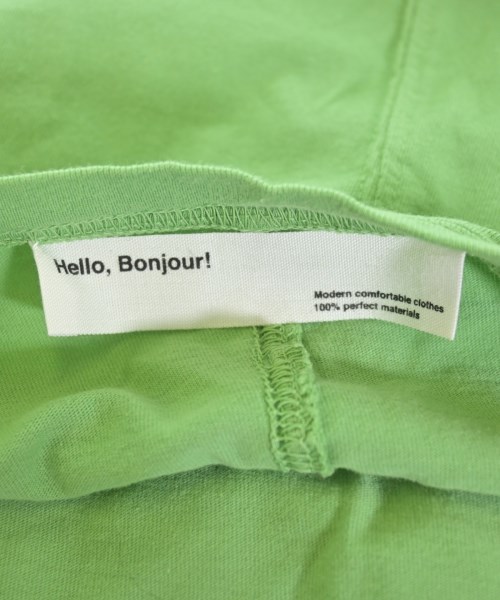 Hello, Bonjour!
Modern comfortable clothes
100% perfect materials